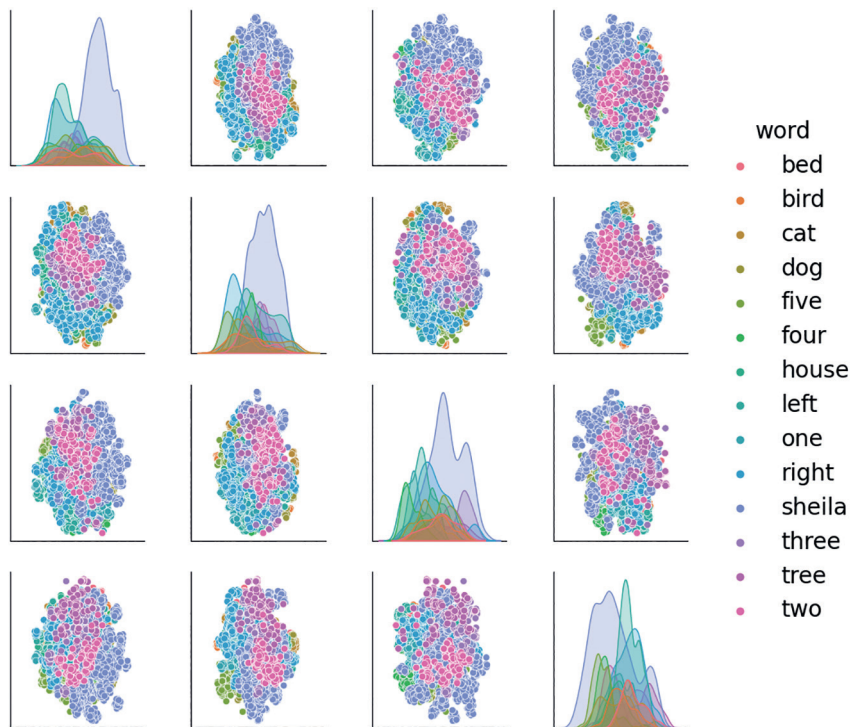 word
bed
bird
cat
dog
five
four
house
left
one
right
sheila
three
tree
two